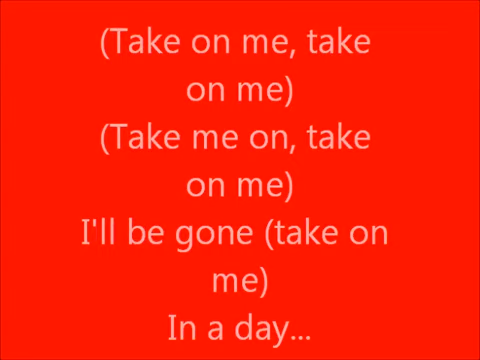 (Take on me, take
on me)
(Take me on, take
on me)
I'll be gone (take on
me)
In a day...